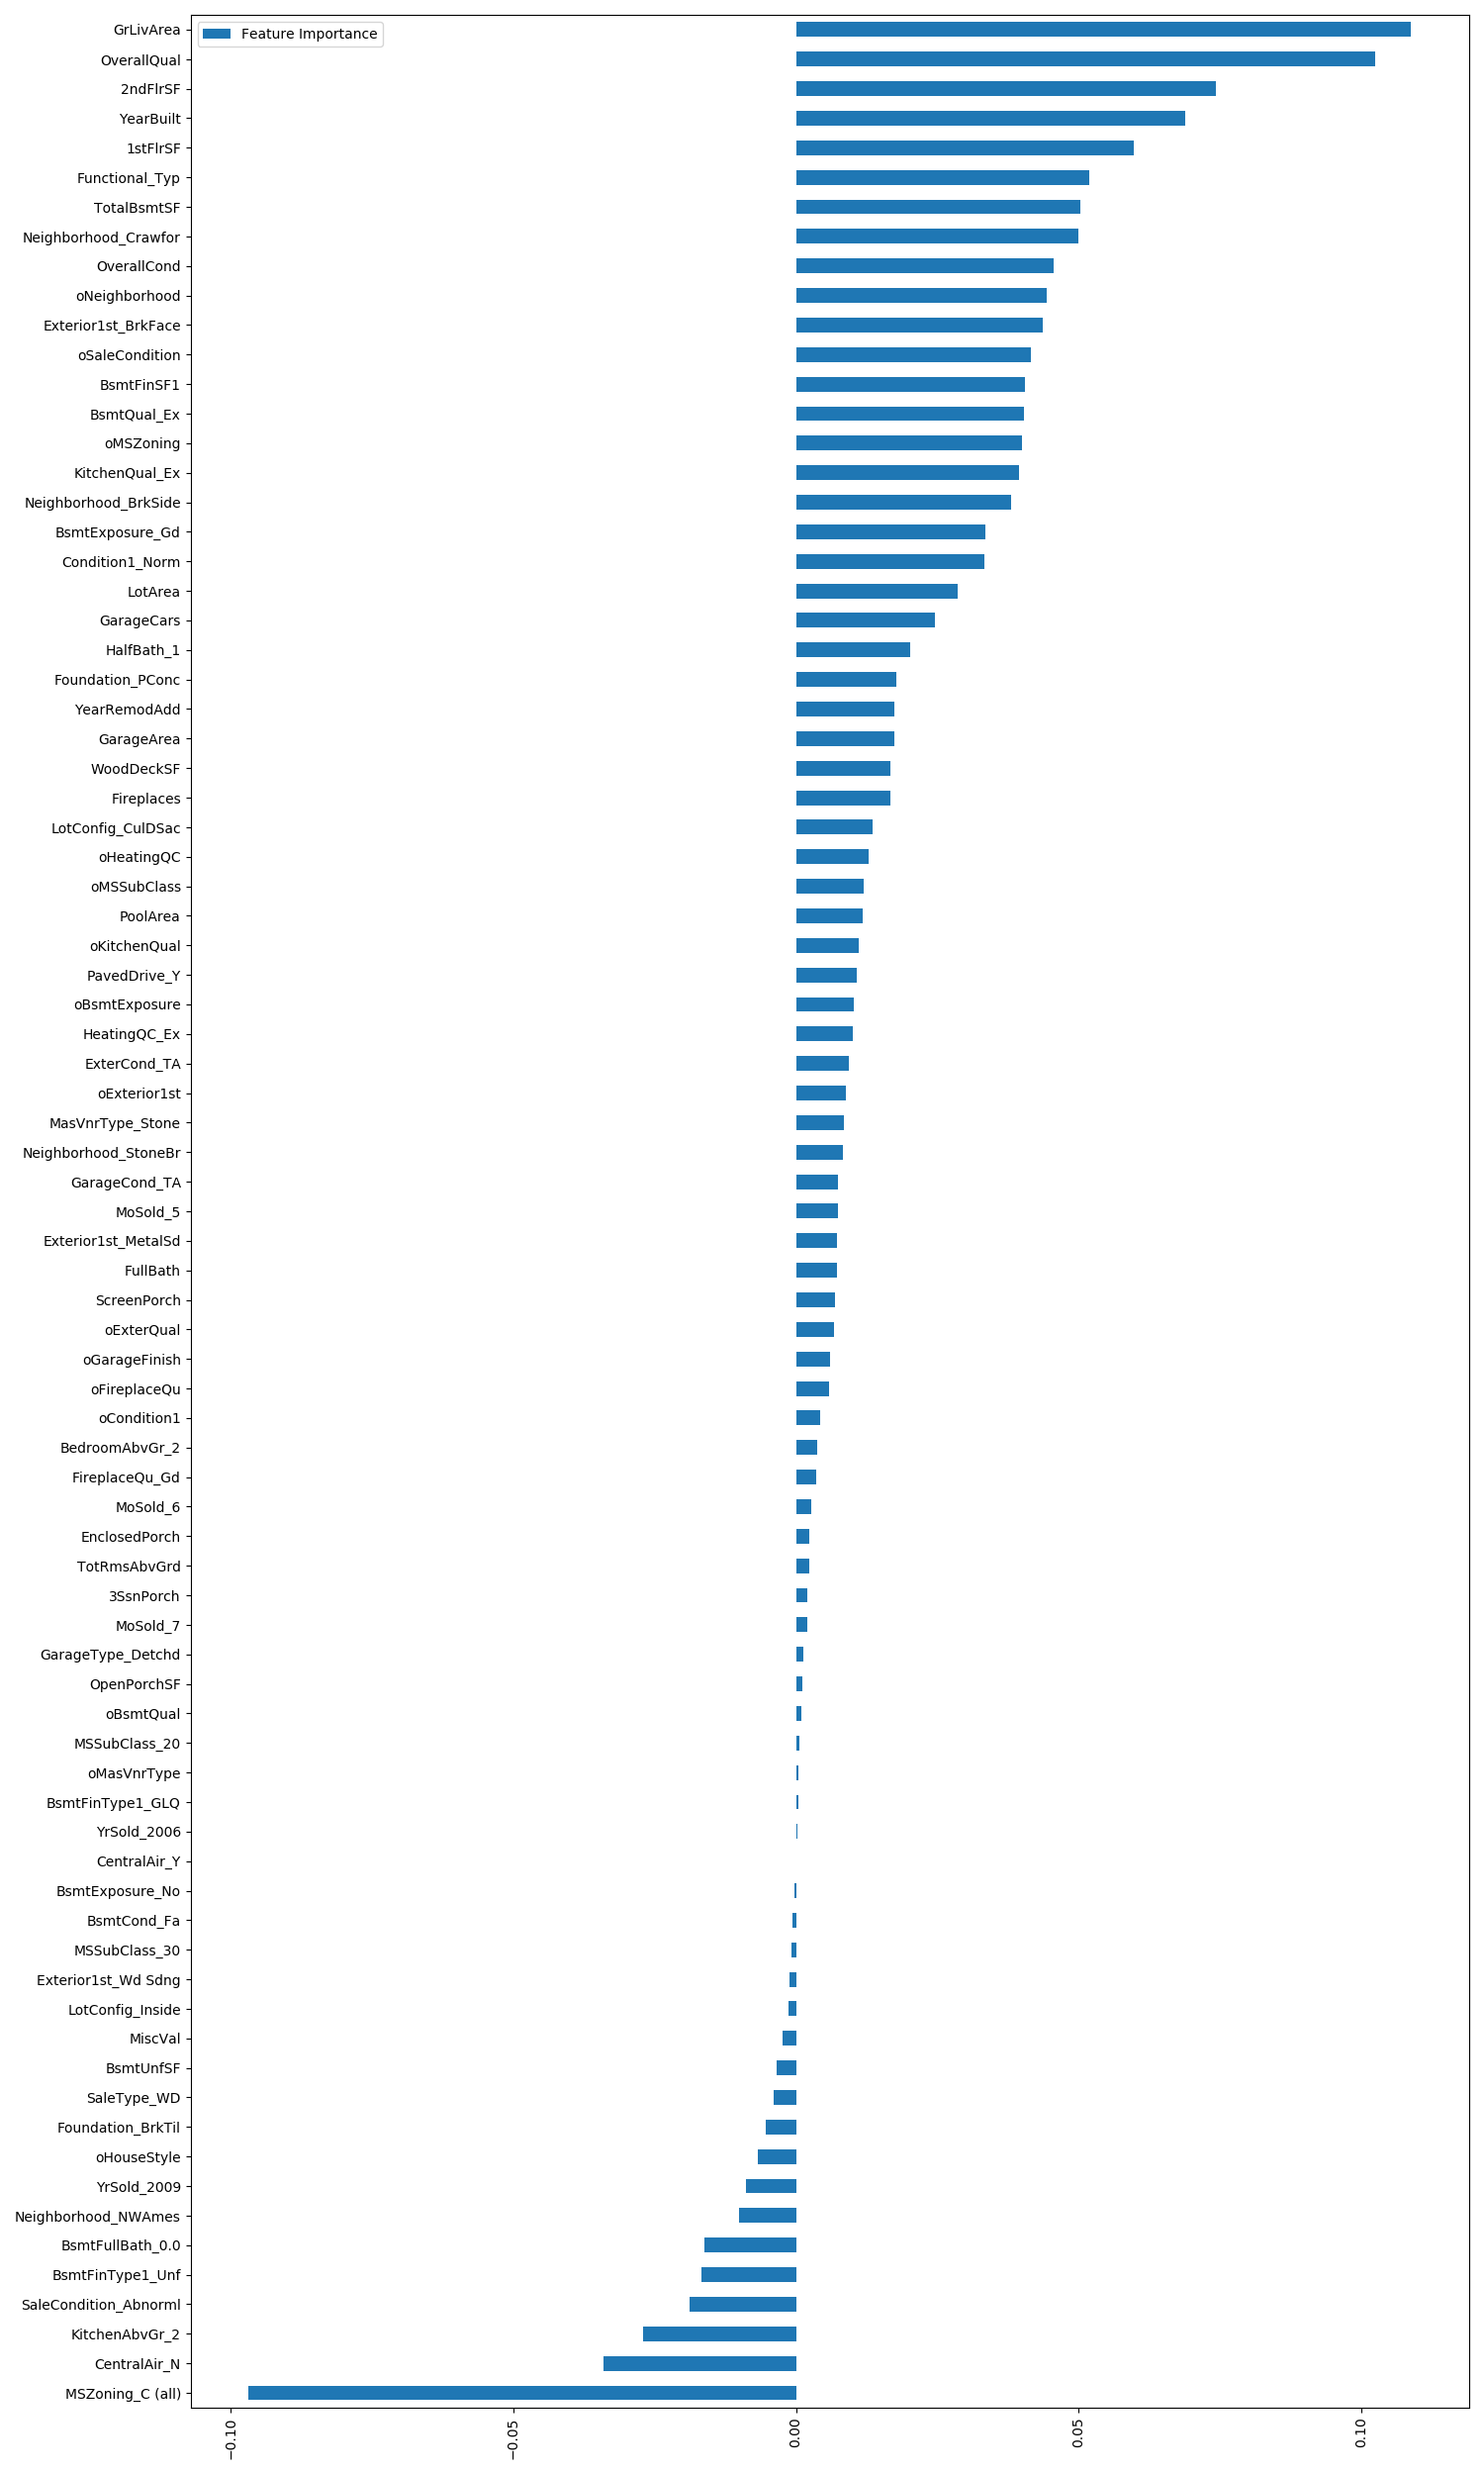 GrLivArea
Feature Importance
OverallQual
2ndFlrSF
YearBuilt
1stFlrSF
Functional_Typ
TotalBsmtSF
Neighborhood_Crawfor
OverallCond
oNeighborhood
Exterior1st_BrkFace
oSaleCondition
BsmtFinSF1
BsmtQual_Ex
oMSZoning
KitchenQual_Ex
Neighborhood_BrkSide
BsmtExposure_Gd
Condition1_Norm
LotArea
GarageCars
HalfBath_1
Foundation_PConc
YearRemodAdd
GarageArea
WoodDeckSF
Fireplaces
LotConfig_CulDSac
oHeatingQC
oMSSubClass
PoolArea
oKitchenQual
PavedDrive_Y
oBsmtExposure
HeatingQC_Ex
ExterCond_TA
oExterior1st
MasVnrType_Stone
Neighborhood_StoneBr
GarageCond_TA
MoSold_5
Exterior1st_MetalSd
FullBath
ScreenPorch
oExterQual
oGarageFinish
oFireplaceQu
oCondition1
BedroomAbvGr_2
FireplaceQu_Gd
MoSold_6
EnclosedPorch
TotRmsAbvGrd
3SsnPorch
MoSold_7
GarageType_Detchd
OpenPorchSF
oBsmtQual
MSSubClass_20
oMasVnrType
BsmtFinType1_GLQ
YrSold_2006
CentralAir_Y
BsmtExposure_No
BsmtCond_Fa
MSSubClass_30
Exterior1st_Wd Sdng
LotConfig_Inside
MiscVal
BsmtUnfSF
SaleType_WD
Foundation_BrkTil
oHouseStyle
YrSold_2009
Neighborhood_NWAmes
BsmtFullBath_0.0
BsmtFinType1_Unf
SaleCondition_Abnorml
KitchenAbvGr_2
CentralAir_N
MSZoning_C (all)
−0.10
−0.05
0.00
0.05
0.10